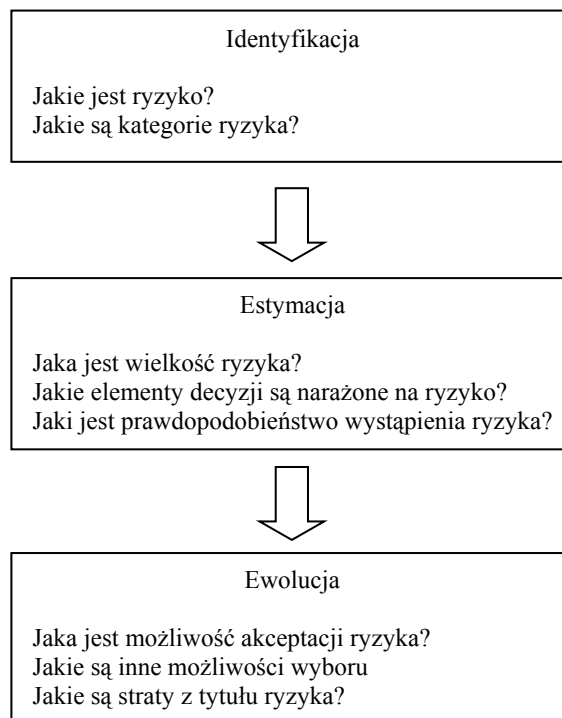 Identyfikacja
Jakie jest ryzyko?
Jakie są kategorie ryzyka?
Estymacja
Jaka jest wielkość ryzyka?
Jakie elementy decyzji są narażone na ryzyko?
Jaki jest prawdopodobieństwo wystąpienia ryzyka?
Ewolucja
Jaka jest możliwość akceptacji ryzyka?
Jakie są inne możliwości wyboru
Jakie są straty z tytułu ryzyka?